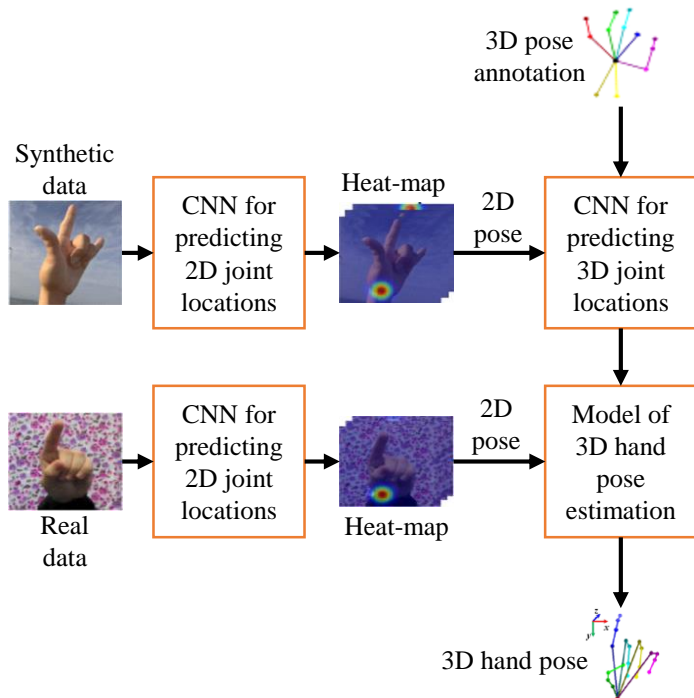 3D pose
annotation
Synthetic
data
CNN for
predicting
2D joint
locations
Heat-map
2D
pose
CNN for
predicting
3D joint
locations
Real
data
CNN for
predicting
2D joint
locations
Heat-map
2D
pose
Model of
3D hand
pose
estimation
3D hand pose
z
x
y